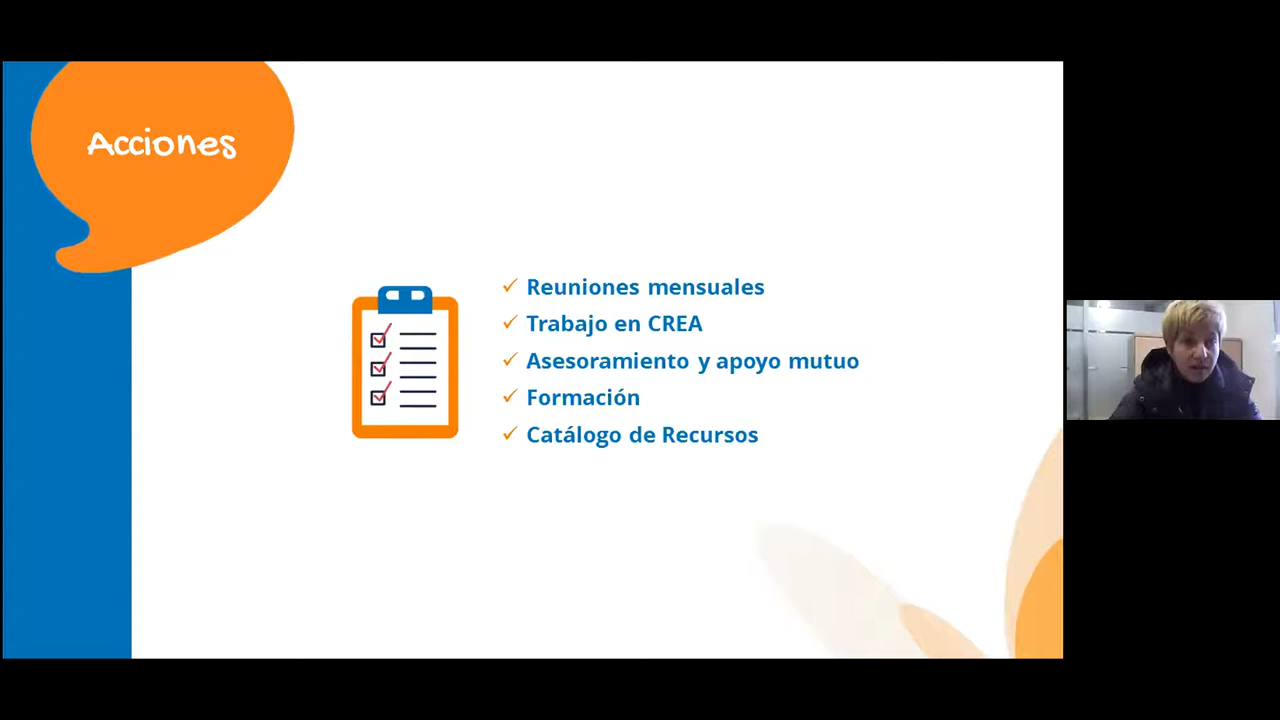 Acciones
Reuniones mensuales
Trabajo en CREA
Asesoramiento y apoyo mutuo
Formación
Catálogo de Recursos